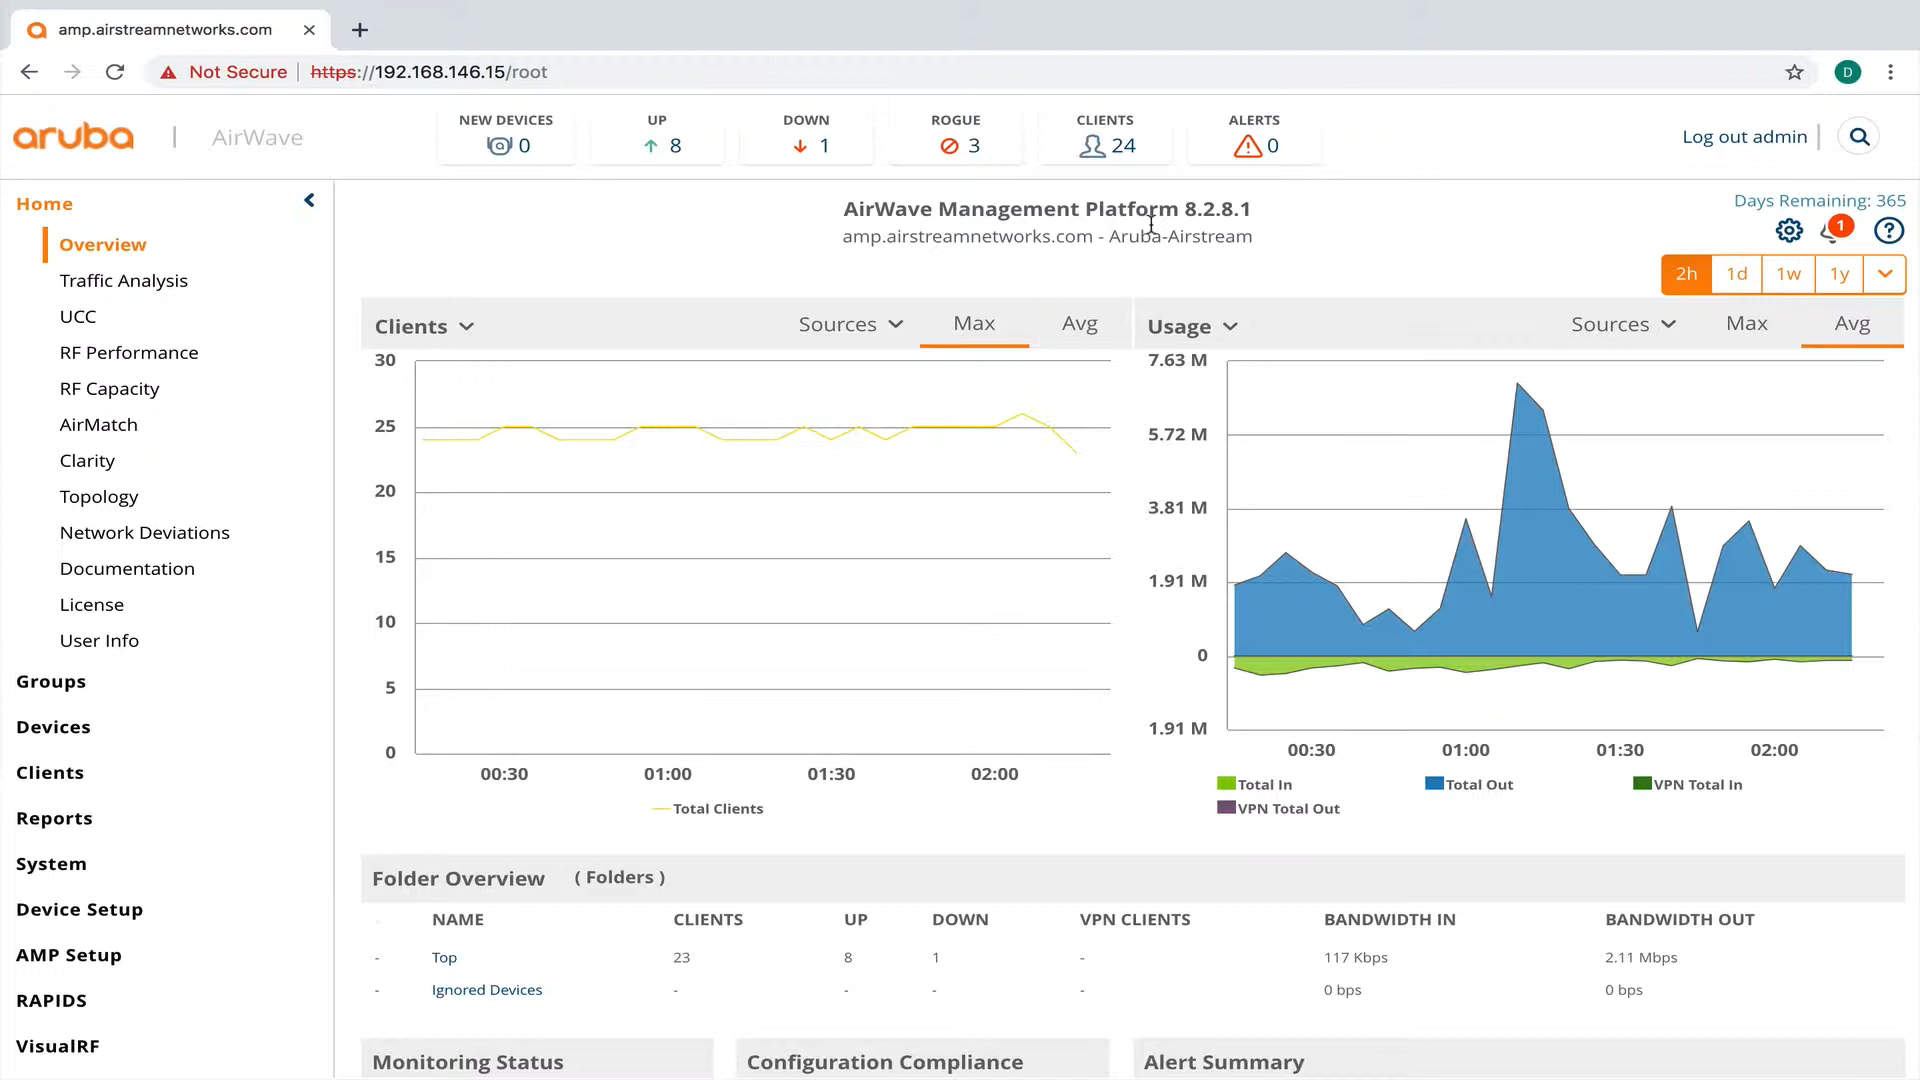 amp.airstreamnetworks.com
Not Secure https://192.168.146.15/root
D
aruba | AirWave
NEW DEVICES 0
UP 8
DOWN 1
ROGUE 3
CLIENTS 24
ALERTS 0
Log out admin
Home
Overview
Traffic Analysis
UCC
RF Performance
RF Capacity
AirMatch
Clarity
Topology
Network Deviations
Documentation
License
User Info
Groups
Devices
Clients
Reports
System
Device Setup
AMP Setup
RAPIDS
VisualRF
AirWave Management Platform 8.2.8.1
amp.airstreamnetworks.com - Aruba-Airstream
Days Remaining: 365
1
2h 1d 1w 1y
Clients Sources Max Avg
30
25
20
15
10
5
0
00:30 01:00 01:30 02:00
Total Clients
Usage Sources Max Avg
7.63 M
5.72 M
3.81 M
1.91 M
0
1.91 M
00:30 01:00 01:30 02:00
Total In Total Out VPN Total In
VPN Total Out
Folder Overview ( Folders )
NAME CLIENTS UP DOWN VPN CLIENTS BANDWIDTH IN BANDWIDTH OUT
- Top 23 8 1 - 117 Kbps 2.11 Mbps
- Ignored Devices - - - - 0 bps 0 bps
Monitoring Status Configuration Compliance Alert Summary